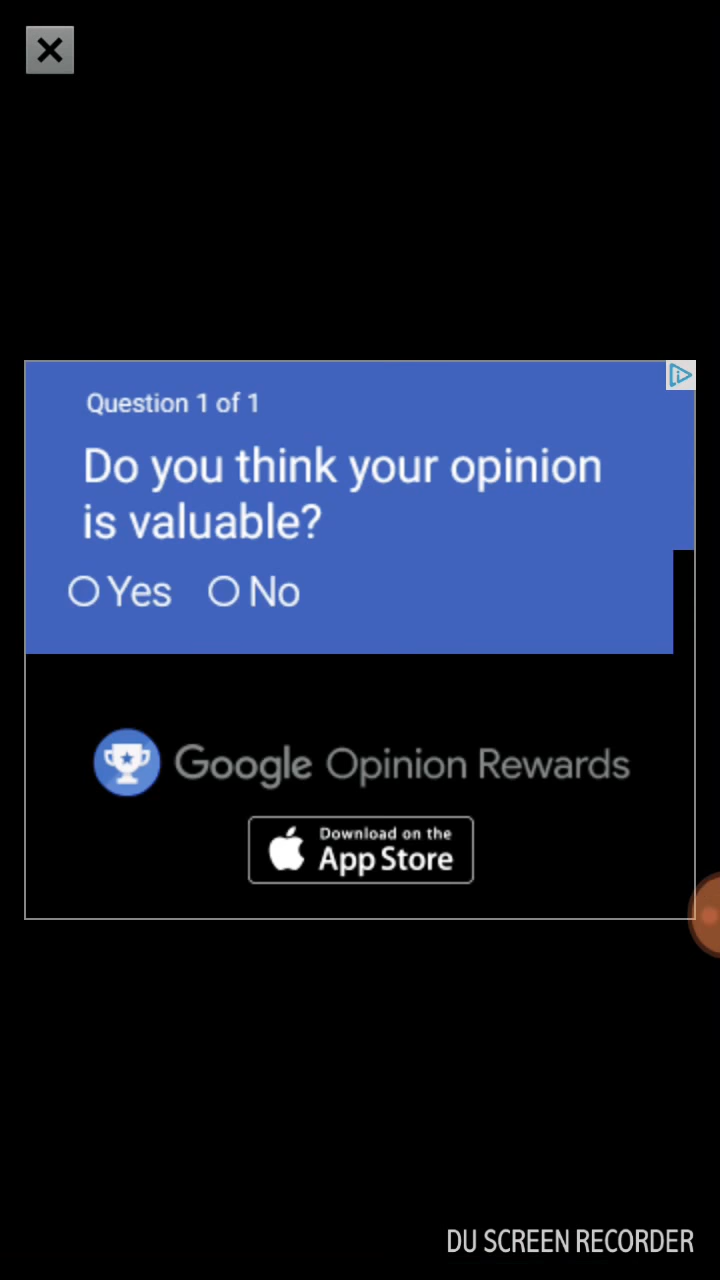 Question 1 of 1
Do you think your opinion
is valuable?
Yes No
Google Opinion Rewards
Download on the
App Store
DU SCREEN RECORDER